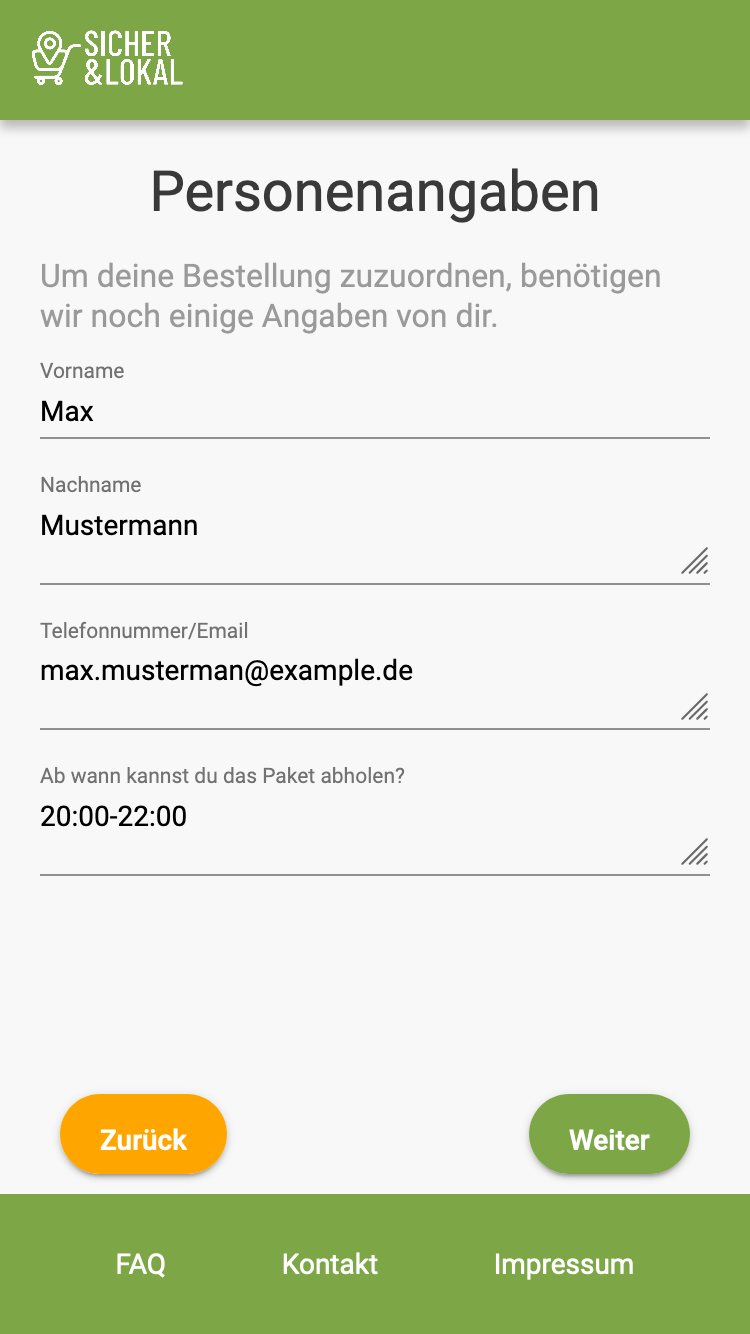 SICHER
&LOKAL
Personenangaben
Um deine Bestellung zuzuordnen, benötigen
wir noch einige Angaben von dir.
Vorname
Max
Nachname
Mustermann
Telefonnummer/Email
max.musterman@example.de
Ab wann kannst du das Paket abholen?
20:00-22:00
Zurück
Weiter
FAQ
Kontakt
Impressum